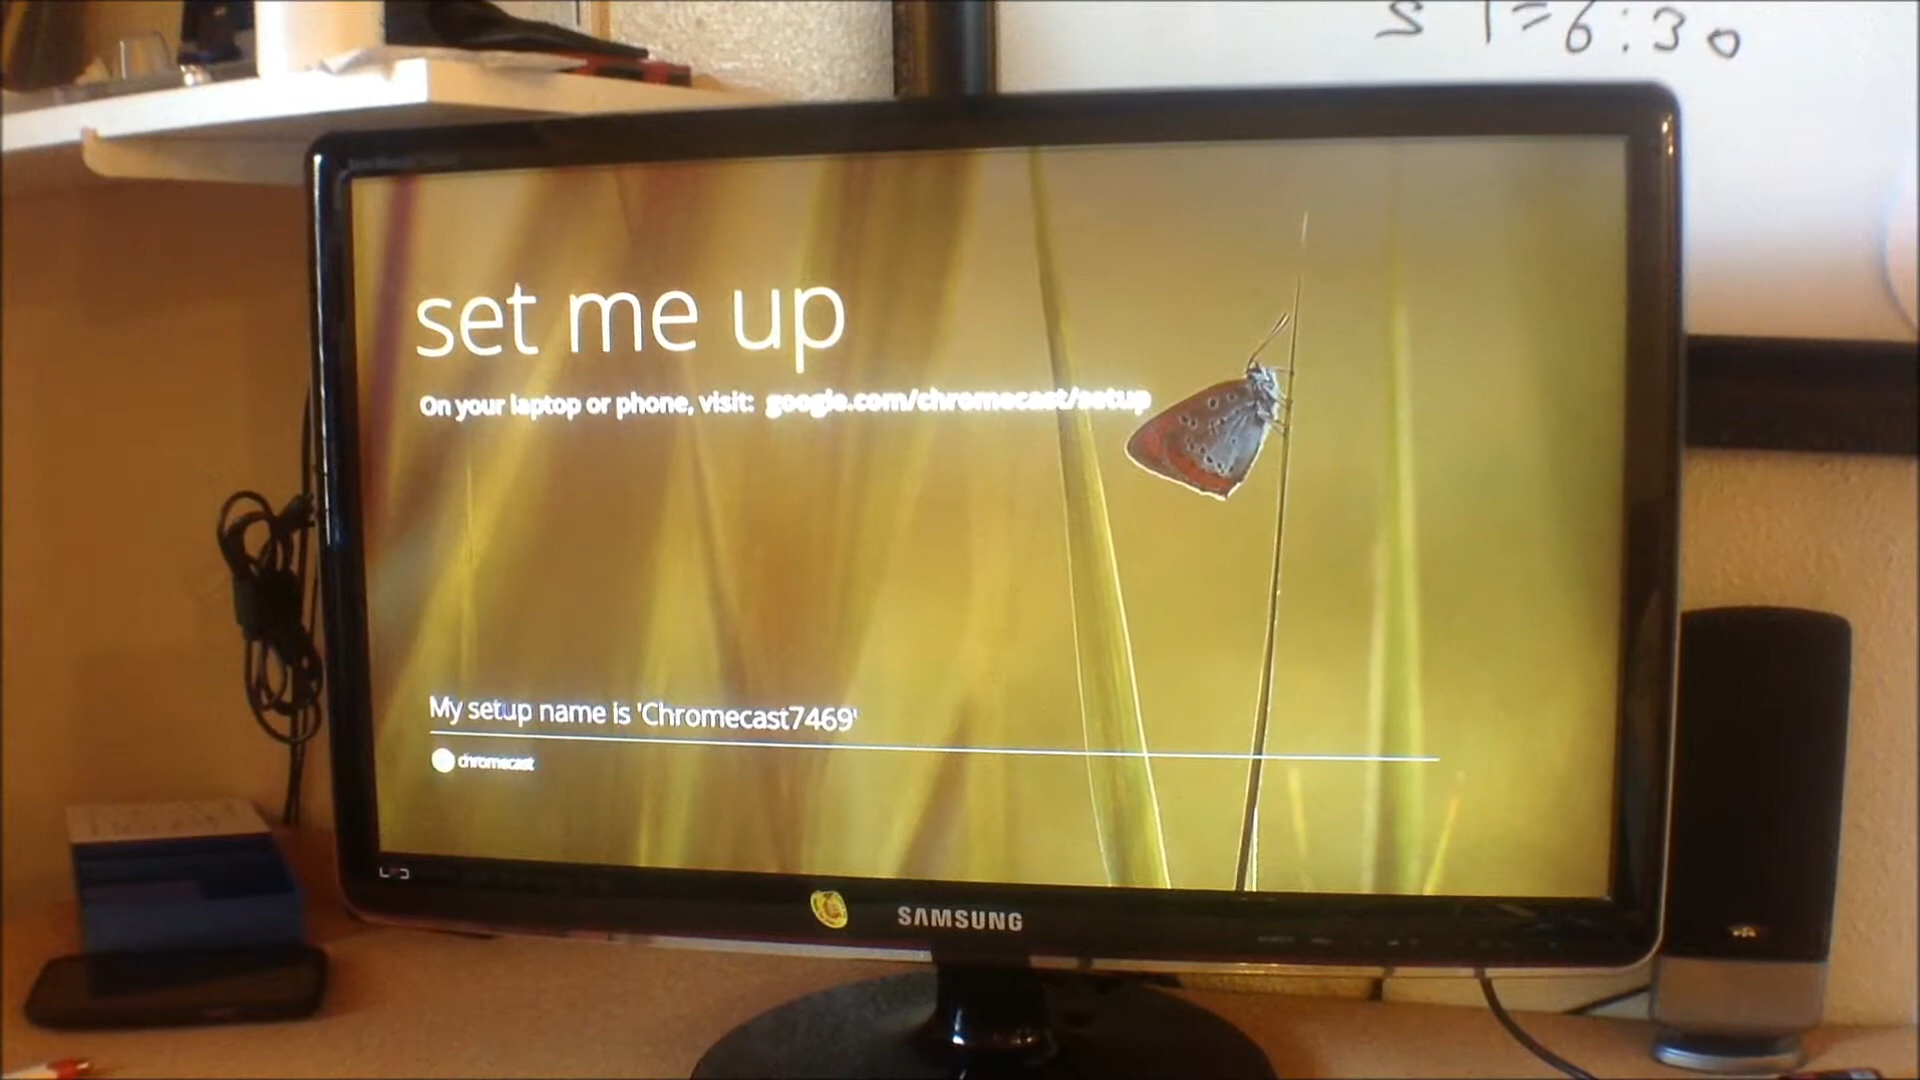 =6:30
set me up
On your laptop or phone, visit: google.com/chromecast/setup
My setup name is 'Chromecast7469'
chromecast
LED
SAMSUNG